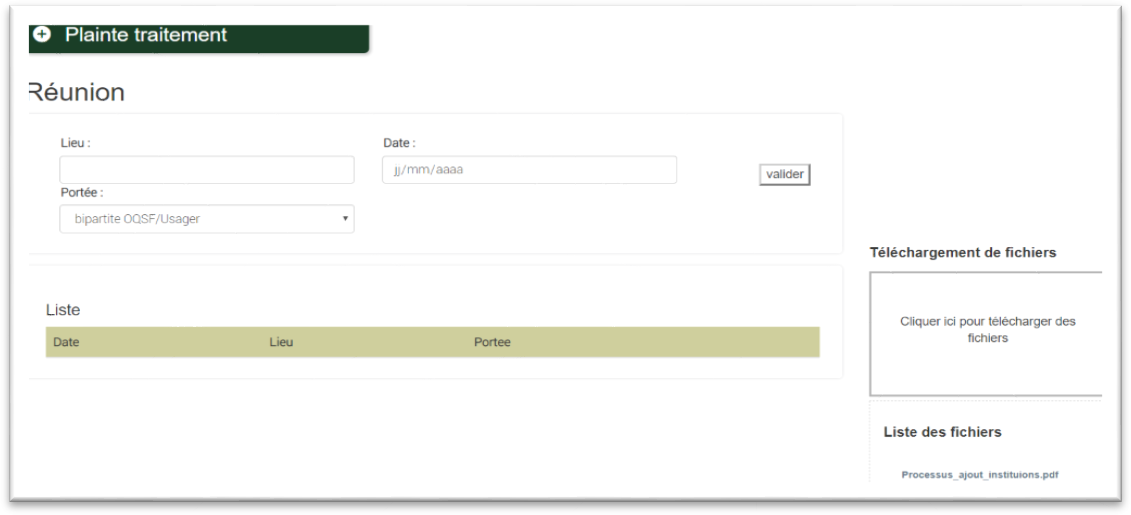 Plainte traitement
Réunion
Lieu :
Date :
jj/mm/aaaa
valider
Portée :
bipartite OQSF/Usager
Téléchargement de fichiers
Cliquer ici pour télécharger des
fichiers
Liste
Date Lieu Portee
Liste des fichiers
Processus_ajout_instituions.pdf